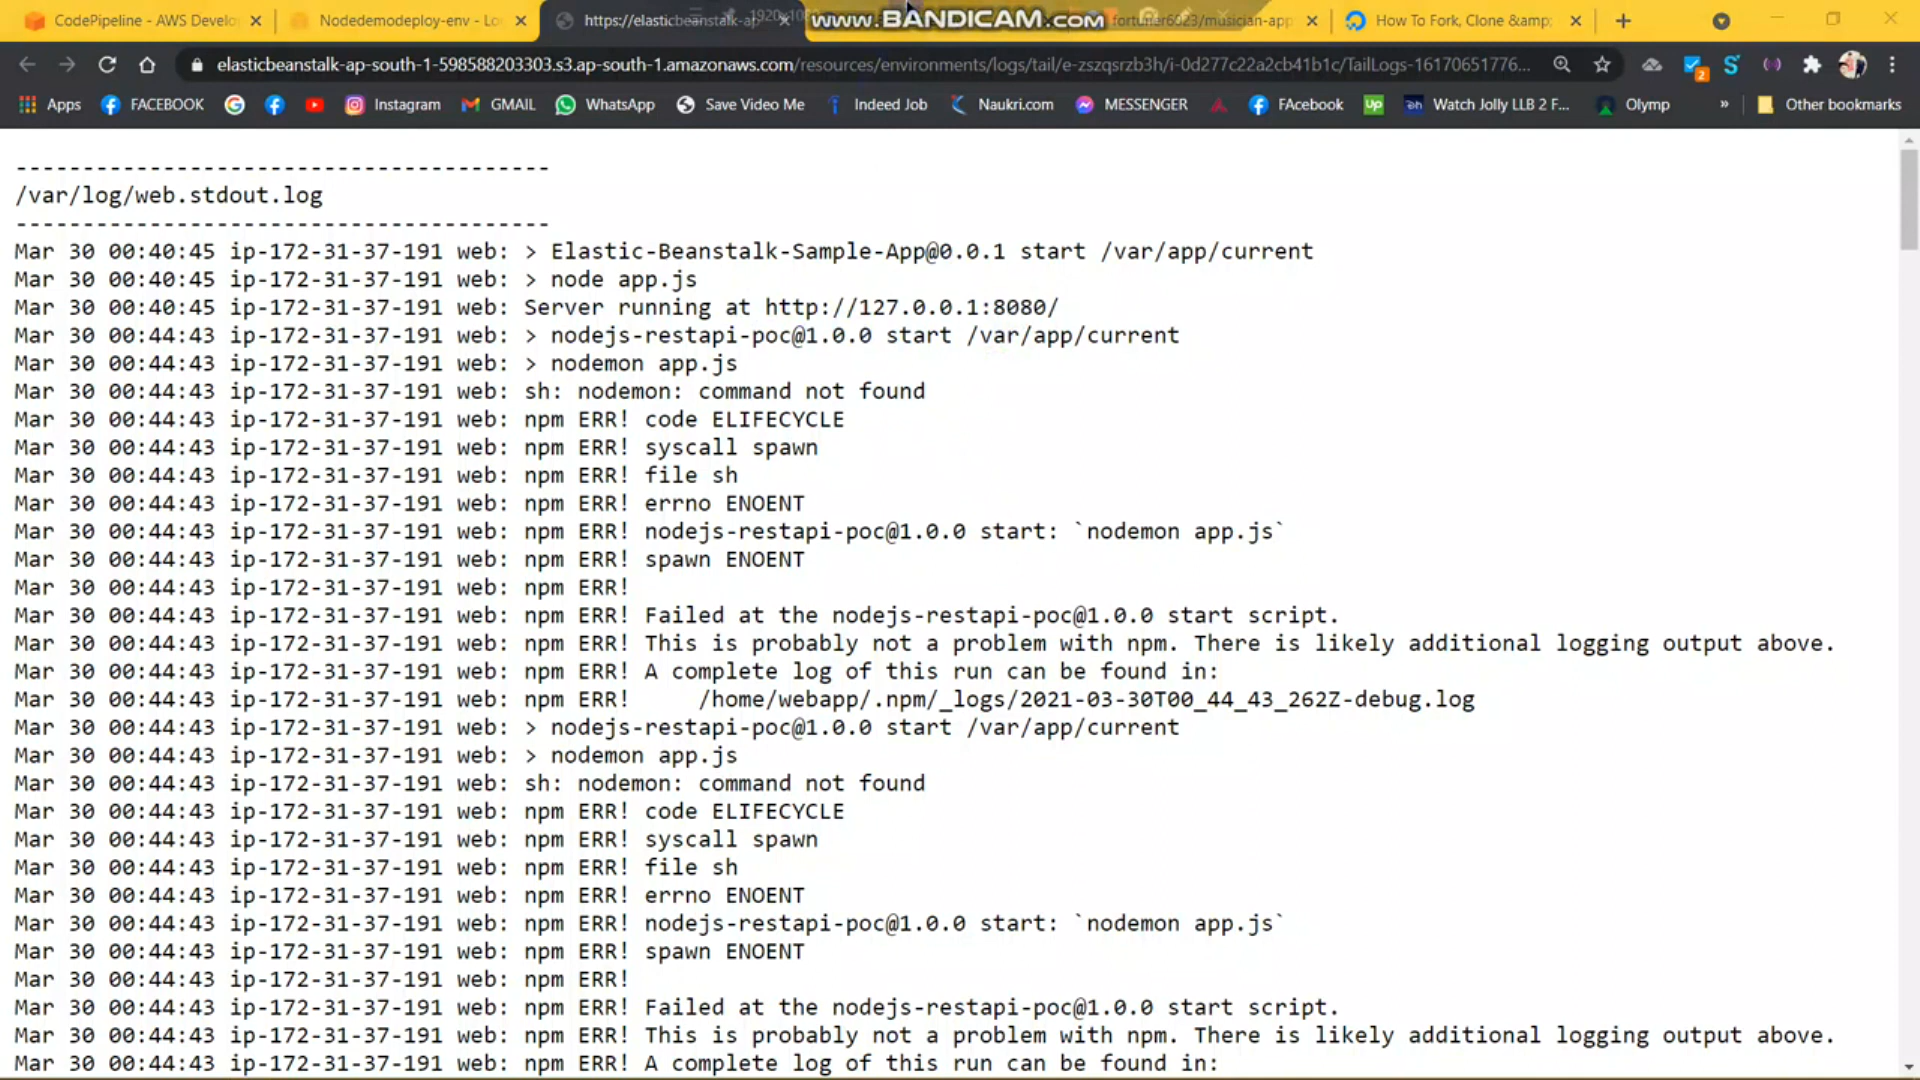 CodePipeline - AWS Develo
Nodedemodeploy-env - Lo
https://elasticbeanstalk-ap
www.BANDICAM.com
fortuner6023/musician-app
How To Fork, Clone &amp;
elasticbeanstalk-ap-south-1-598588203303.s3.ap-south-1.amazonaws.com/resources/environments/logs/tail/e-zszqsrzb3h/i-0d277c22a2cb41b1c/TailLogs-16170651776...
Apps FACEBOOK Instagram GMAIL WhatsApp Save Video Me Indeed Job Naukri.com MESSENGER FAcebook Up Watch Jolly LLB 2 F... Olymp » Other bookmarks
---------------------------------------
/var/log/web.stdout.log
---------------------------------------
Mar 30 00:40:45 ip-172-31-37-191 web: > Elastic-Beanstalk-Sample-App@0.0.1 start /var/app/current
Mar 30 00:40:45 ip-172-31-37-191 web: > node app.js
Mar 30 00:40:45 ip-172-31-37-191 web: Server running at http://127.0.0.1:8080/
Mar 30 00:44:43 ip-172-31-37-191 web: > nodejs-restapi-poc@1.0.0 start /var/app/current
Mar 30 00:44:43 ip-172-31-37-191 web: > nodemon app.js
Mar 30 00:44:43 ip-172-31-37-191 web: sh: nodemon: command not found
Mar 30 00:44:43 ip-172-31-37-191 web: npm ERR! code ELIFECYCLE
Mar 30 00:44:43 ip-172-31-37-191 web: npm ERR! syscall spawn
Mar 30 00:44:43 ip-172-31-37-191 web: npm ERR! file sh
Mar 30 00:44:43 ip-172-31-37-191 web: npm ERR! errno ENOENT
Mar 30 00:44:43 ip-172-31-37-191 web: npm ERR! nodejs-restapi-poc@1.0.0 start: `nodemon app.js`
Mar 30 00:44:43 ip-172-31-37-191 web: npm ERR! spawn ENOENT
Mar 30 00:44:43 ip-172-31-37-191 web: npm ERR!
Mar 30 00:44:43 ip-172-31-37-191 web: npm ERR! Failed at the nodejs-restapi-poc@1.0.0 start script.
Mar 30 00:44:43 ip-172-31-37-191 web: npm ERR! This is probably not a problem with npm. There is likely additional logging output above.
Mar 30 00:44:43 ip-172-31-37-191 web: npm ERR! A complete log of this run can be found in:
Mar 30 00:44:43 ip-172-31-37-191 web: npm ERR!     /home/webapp/.npm/_logs/2021-03-30T00_44_43_262Z-debug.log
Mar 30 00:44:43 ip-172-31-37-191 web: > nodejs-restapi-poc@1.0.0 start /var/app/current
Mar 30 00:44:43 ip-172-31-37-191 web: > nodemon app.js
Mar 30 00:44:43 ip-172-31-37-191 web: sh: nodemon: command not found
Mar 30 00:44:43 ip-172-31-37-191 web: npm ERR! code ELIFECYCLE
Mar 30 00:44:43 ip-172-31-37-191 web: npm ERR! syscall spawn
Mar 30 00:44:43 ip-172-31-37-191 web: npm ERR! file sh
Mar 30 00:44:43 ip-172-31-37-191 web: npm ERR! errno ENOENT
Mar 30 00:44:43 ip-172-31-37-191 web: npm ERR! nodejs-restapi-poc@1.0.0 start: `nodemon app.js`
Mar 30 00:44:43 ip-172-31-37-191 web: npm ERR! spawn ENOENT
Mar 30 00:44:43 ip-172-31-37-191 web: npm ERR!
Mar 30 00:44:43 ip-172-31-37-191 web: npm ERR! Failed at the nodejs-restapi-poc@1.0.0 start script.
Mar 30 00:44:43 ip-172-31-37-191 web: npm ERR! This is probably not a problem with npm. There is likely additional logging output above.
Mar 30 00:44:43 ip-172-31-37-191 web: npm ERR! A complete log of this run can be found in: